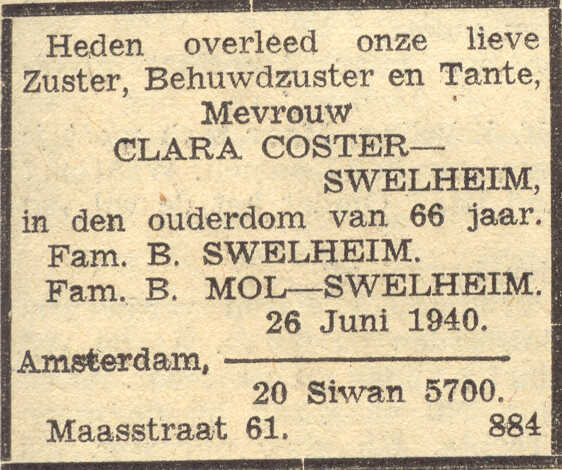 Heden overleed onze lieve
Zuster, Behuwdzuster en Tante,
Mevrouw
CLARA COSTER—
SWELHEIM,
in den ouderdom van 66 jaar.
Fam. B. SWELHEIM.
Fam. B. MOL—SWELHEIM.
26 Juni 1940.
Amsterdam,
20 Siwan 5700.
Maasstraat 61. 884